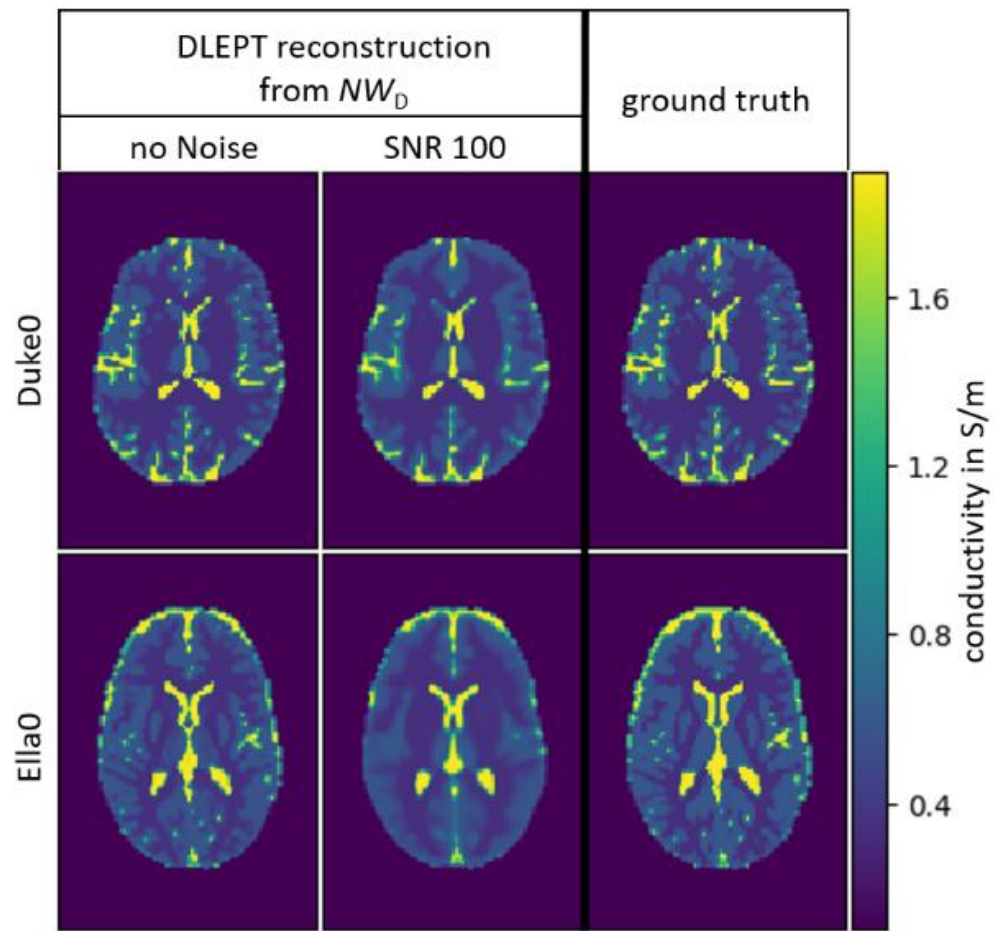 DLEPT reconstruction
from NW_D
ground truth
no Noise
SNR 100
Duke0
Ella0
1.6
1.2
0.8
0.4
conductivity in S/m